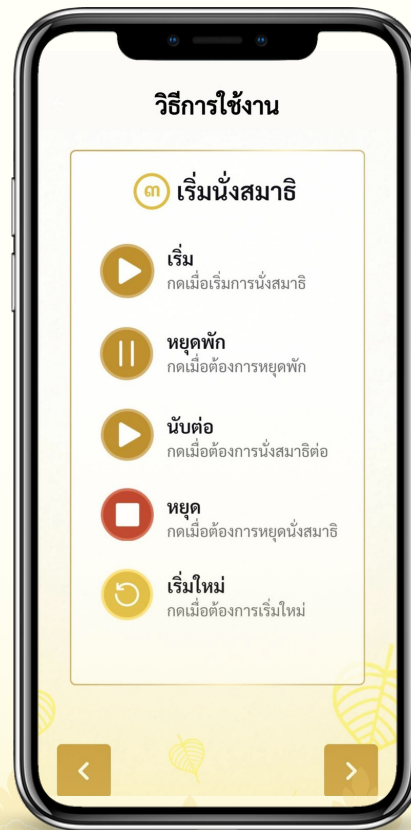 วิธีการใช้งาน
๓ เริ่มนั่งสมาธิ
เริ่ม
กดเมื่อเริ่มการนั่งสมาธิ
หยุดพัก
กดเมื่อต้องการหยุดพัก
นับต่อ
กดเมื่อต้องการนั่งสมาธิต่อ
หยุด
กดเมื่อต้องการหยุดนั่งสมาธิ
เริ่มใหม่
กดเมื่อต้องการเริ่มใหม่